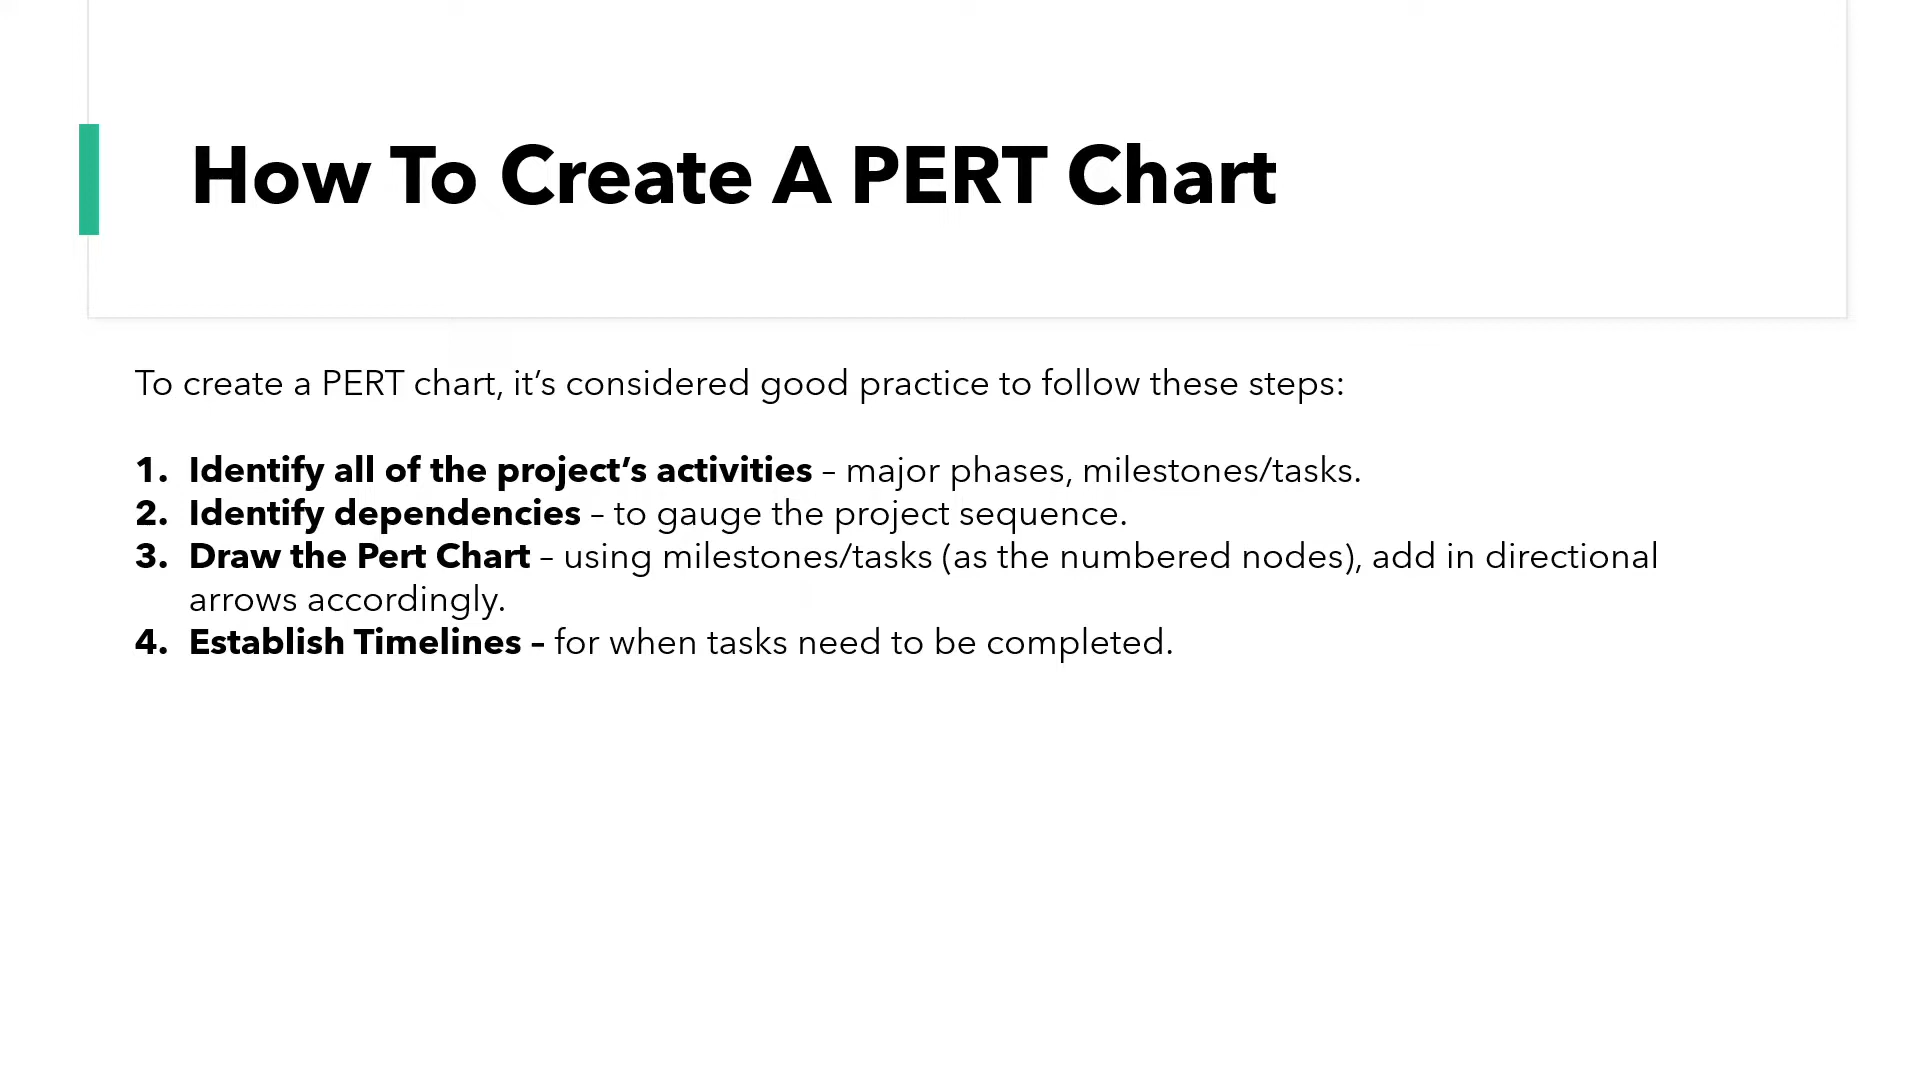 How To Create A PERT Chart
To create a PERT chart, it’s considered good practice to follow these steps:
1. Identify all of the project’s activities – major phases, milestones/tasks.
2. Identify dependencies – to gauge the project sequence.
3. Draw the Pert Chart – using milestones/tasks (as the numbered nodes), add in directional
arrows accordingly.
4. Establish Timelines – for when tasks need to be completed.